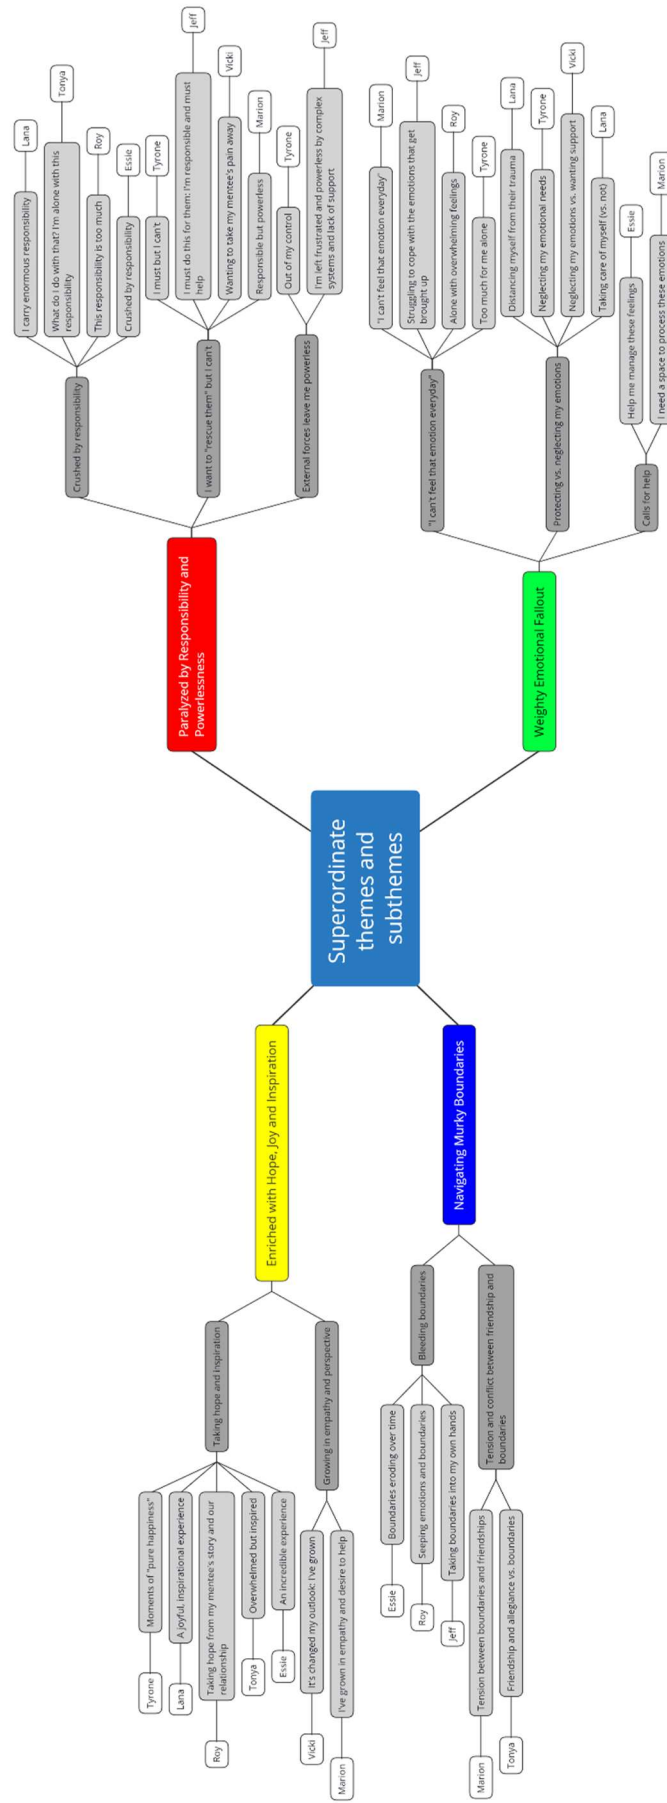 Superordinate
themes and
subthemes
Paralyzed by Responsibility and
Powerlessness
Crushed by responsibility
I carry enormous responsibility
Lana
What do I do with that? I'm alone with this
responsibility
Tonya
This responsibility is too much
Roy
Crushed by responsibility
Essie
I want to "rescue them" but I can't
I must but I can't
Tyrone
I must do this for them: I'm responsible and must
help
Jeff
Wanting to take my mentee's pain away
Vicki
Responsible but powerless
Marion
External forces leave me powerless
Out of my control
Tyrone
I'm left frustrated and powerless by complex
systems and lack of support
Jeff
Weighty Emotional Fallout
"I can't feel that emotion everyday"
"I can't feel that emotion everyday"
Marion
Struggling to cope with the emotions that get
brought up
Jeff
Alone with overwhelming feelings
Roy
Too much for me alone
Tyrone
Protecting vs. neglecting my emotions
Distancing myself from their trauma
Lana
Neglecting my emotional needs
Tyrone
Neglecting my emotions vs. wanting support
Vicki
Taking care of myself (vs. not)
Lana
Calls for help
Help me manage these feelings
Essie
I need a space to process these emotions
Marion
Enriched with Hope, Joy and Inspiration
Taking hope and inspiration
Moments of "pure happiness"
Tyrone
A joyful, inspirational experience
Lana
Taking hope from my mentee's story and our
relationship
Roy
Overwhelmed but inspired
Tonya
An incredible experience
Essie
Growing in empathy and perspective
It's changed my outlook: I've grown
Vicki
I've grown in empathy and desire to help
Marion
Navigating Murky Boundaries
Bleeding boundaries
Boundaries eroding over time
Essie
Seeping emotions and boundaries
Roy
Taking boundaries into my own hands
Jeff
Tension and conflict between friendship and
boundaries
Tension between boundaries and friendships
Marion
Friendship and allegiance vs. boundaries
Tonya